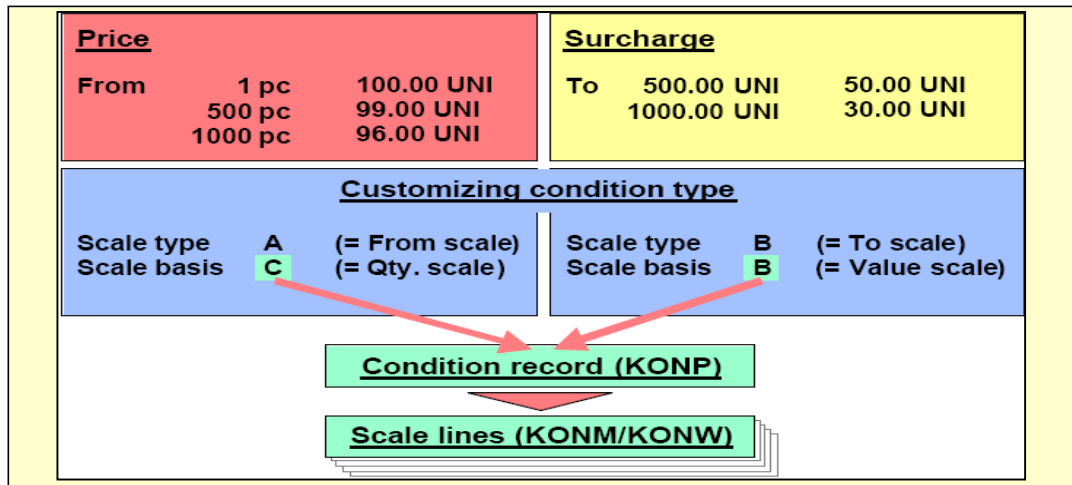 Price
From 1 pc 100.00 UNI
500 pc 99.00 UNI
1000 pc 96.00 UNI
Surcharge
To 500.00 UNI 50.00 UNI
1000.00 UNI 30.00 UNI
Customizing condition type
Scale type A (= From scale)
Scale basis C (= Qty. scale)
Scale type B (= To scale)
Scale basis B (= Value scale)
Condition record (KONP)
Scale lines (KONM/KONW)